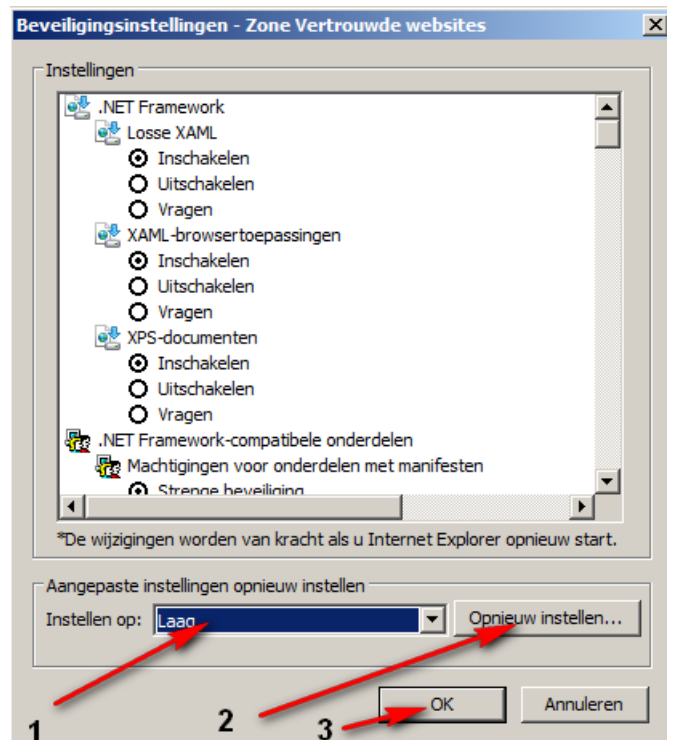 Beveiligingsinstellingen - Zone Vertrouwde websites
Instellingen
.NET Framework
Losse XAML
Inschakelen
Uitschakelen
Vragen
XAML-browsertoepassingen
Inschakelen
Uitschakelen
Vragen
XPS-documenten
Inschakelen
Uitschakelen
Vragen
.NET Framework-compatibele onderdelen
Machtigingen voor onderdelen met manifesten
Strenge beveiliging
*De wijzigingen worden van kracht als u Internet Explorer opnieuw start.
Aangepaste instellingen opnieuw instellen
Instellen op: Laag Opnieuw instellen...
OK Annuleren
1 2 3